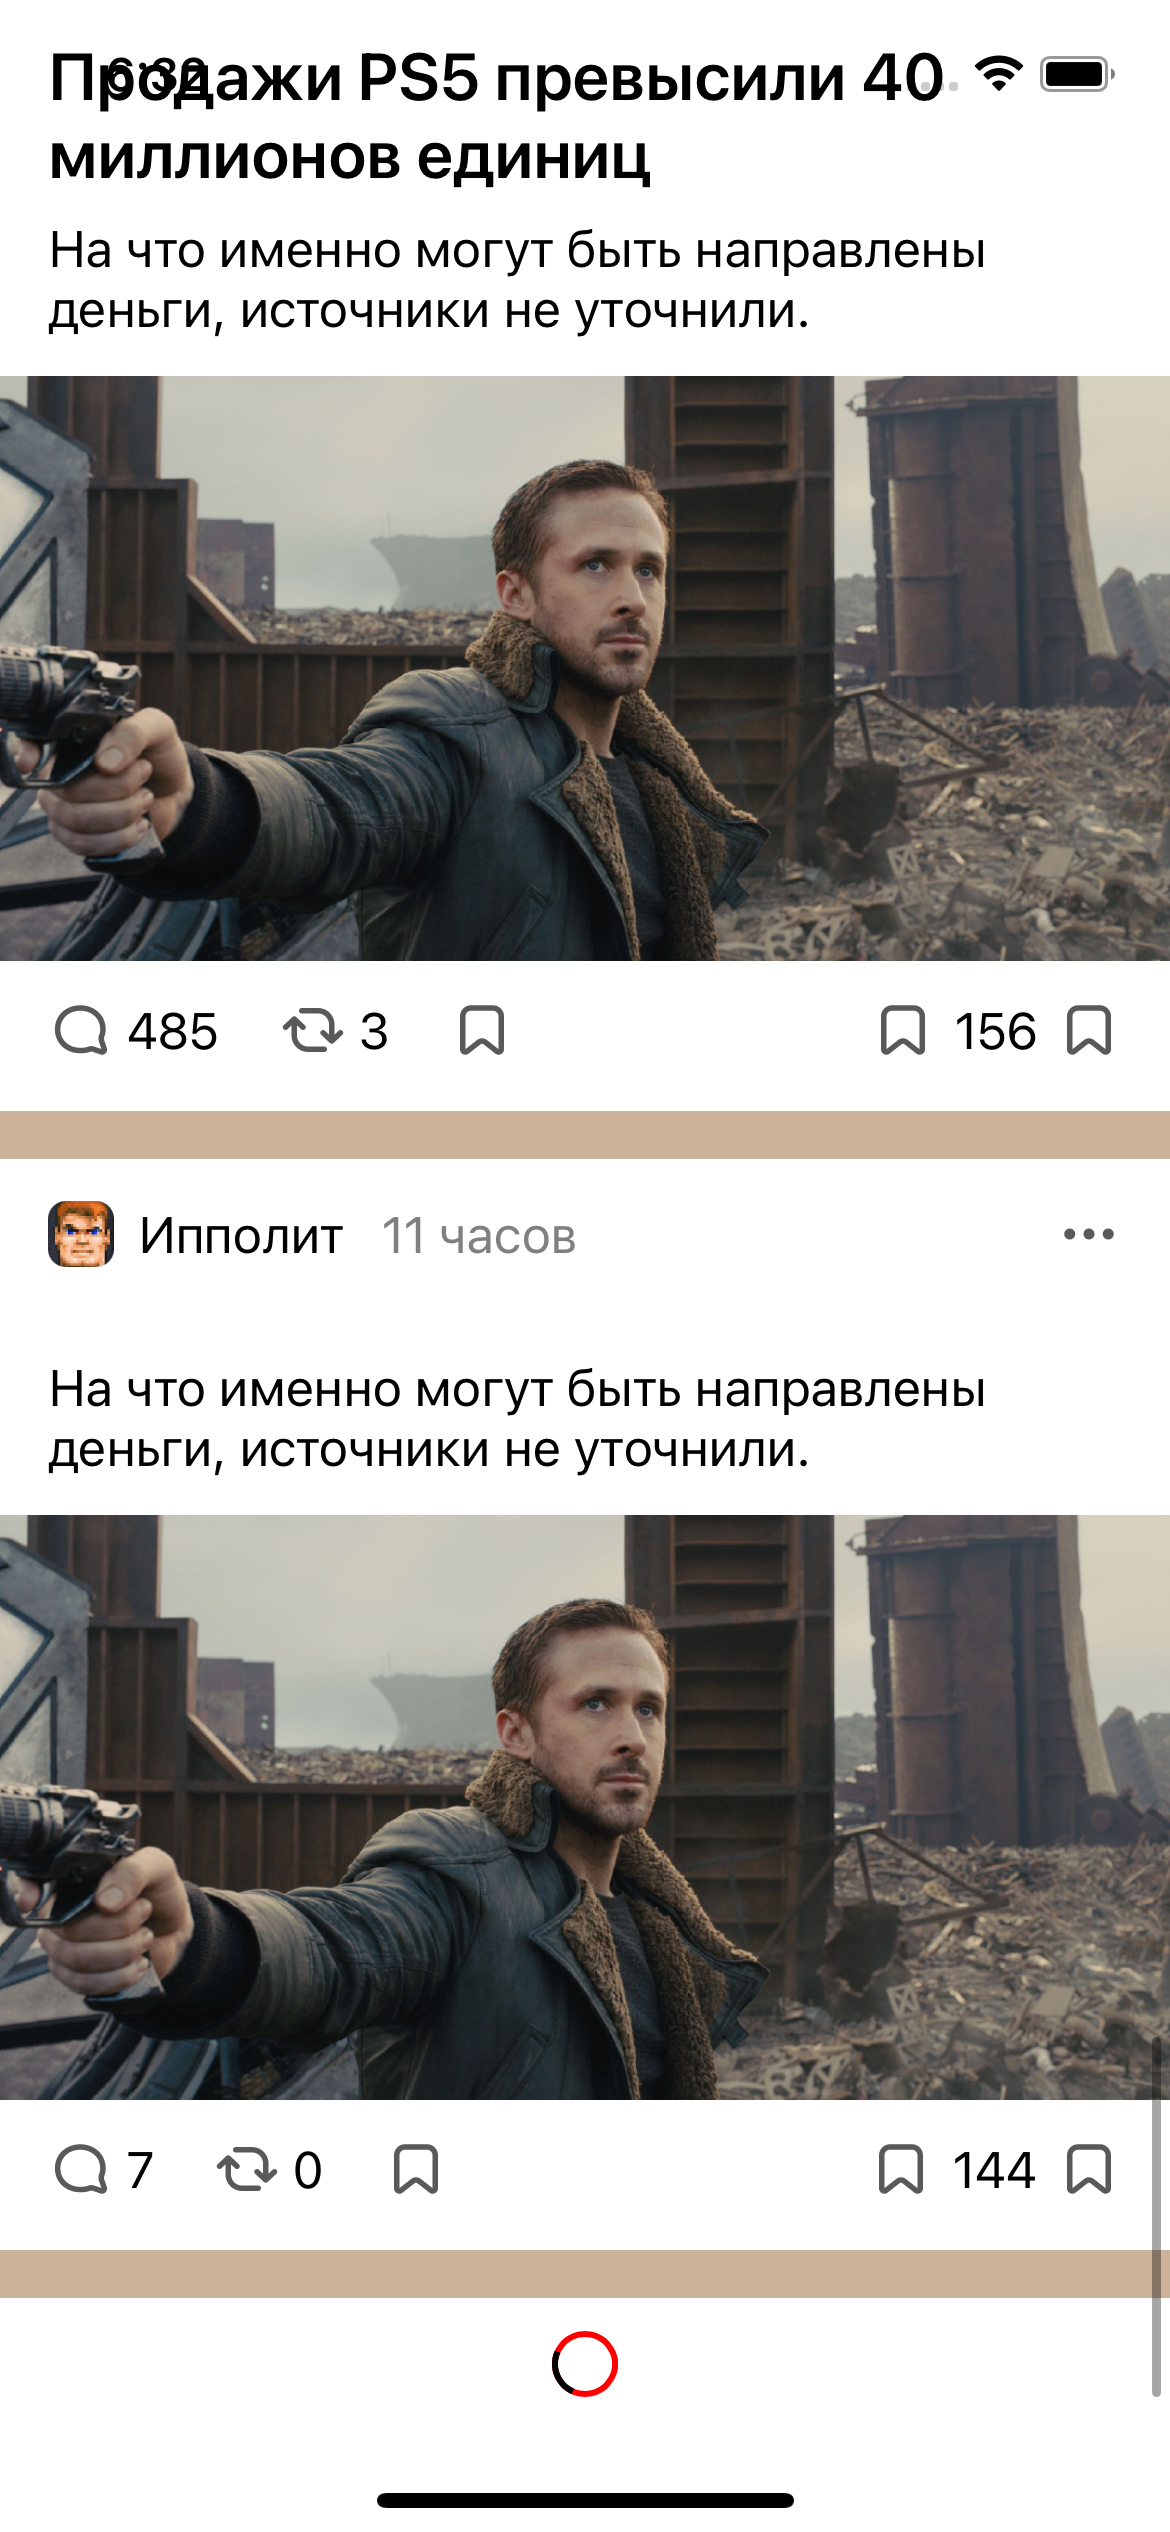 6:32
Продажи PS5 превысили 40
миллионов единиц
На что именно могут быть направлены
деньги, источники не уточнили.
485 3 156
Ипполит 11 часов
На что именно могут быть направлены
деньги, источники не уточнили.
7 0 144